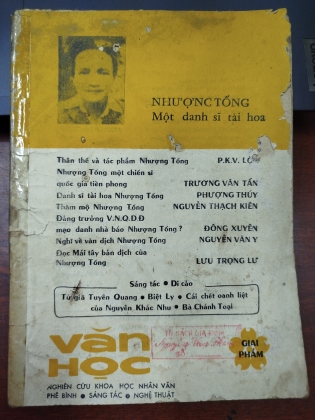 NHƯỢNG TỐNG
Một danh sĩ tài hoa
Thân thế và tác phẩm Nhượng Tống P.K.V. LỘC
Nhượng Tống một chiến sĩ
quốc gia tiền phong TRƯƠNG VĂN TẤN
Danh sĩ tài hoa Nhượng Tống PHƯỢNG THÚY
Thăm mộ Nhượng Tống NGUYỄN THẠCH KIÊN
Đảng trưởng V.N.Q.D.Đ
mẹo danh nhà báo Nhượng Tống ? ĐÔNG XUYÊN
Nghĩ về văn dịch Nhượng Tống NGUYỄN VĂN Y
Đọc Mái tây bản dịch của
Nhượng Tống LƯU TRỌNG LƯ
Sáng tác • Di cảo
Từ giã Tuyên Quang • Biệt Ly • Cái chết oanh liệt
của Nguyễn Khắc Nhu • Bà Chánh Toại
văn
HỌC
GIAI
PHẨM
NGHIÊN CỨU KHOA HỌC NHÂN VĂN
PHÊ BÌNH • SÁNG TÁC • NGHỆ THUẬT